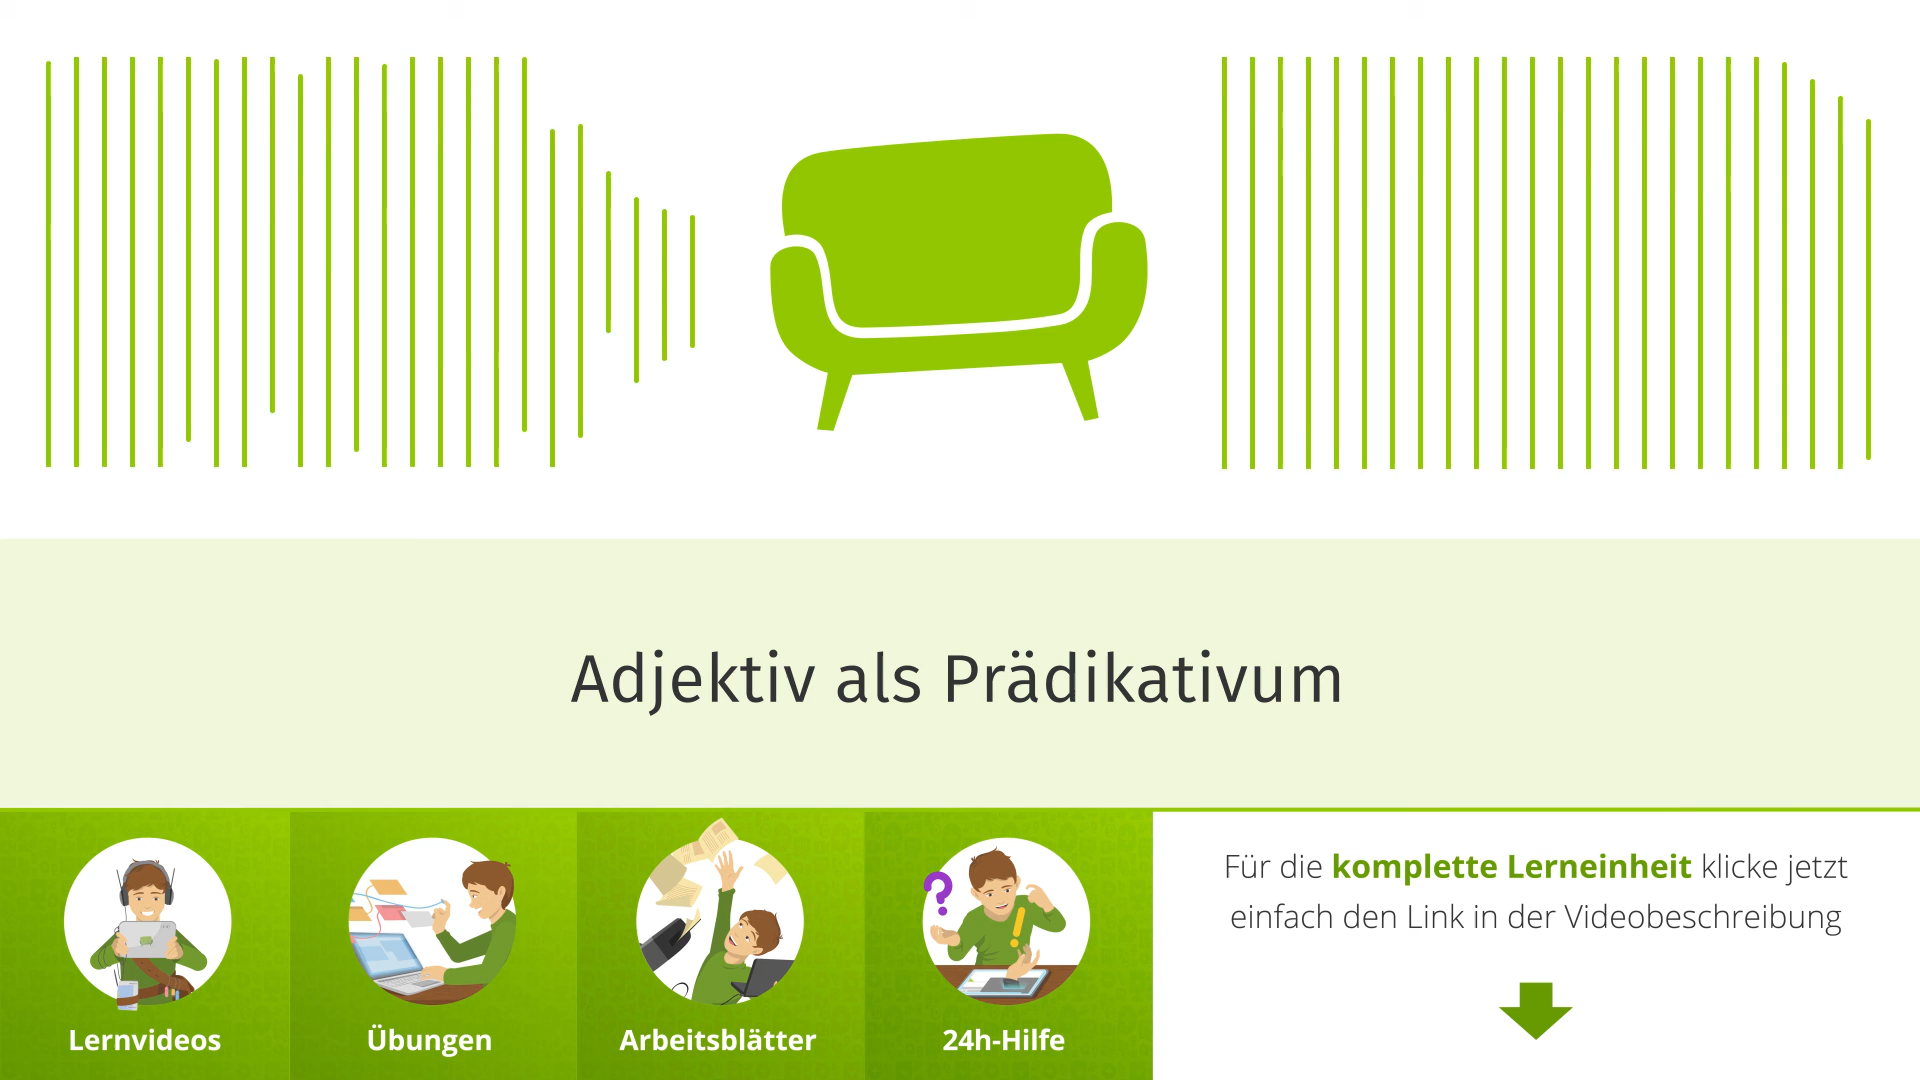 Adjektiv als Prädikativum
Für die komplette Lerneinheit klicke jetzt
einfach den Link in der Videobeschreibung
Lernvideos
Übungen
Arbeitsblätter
24h-Hilfe